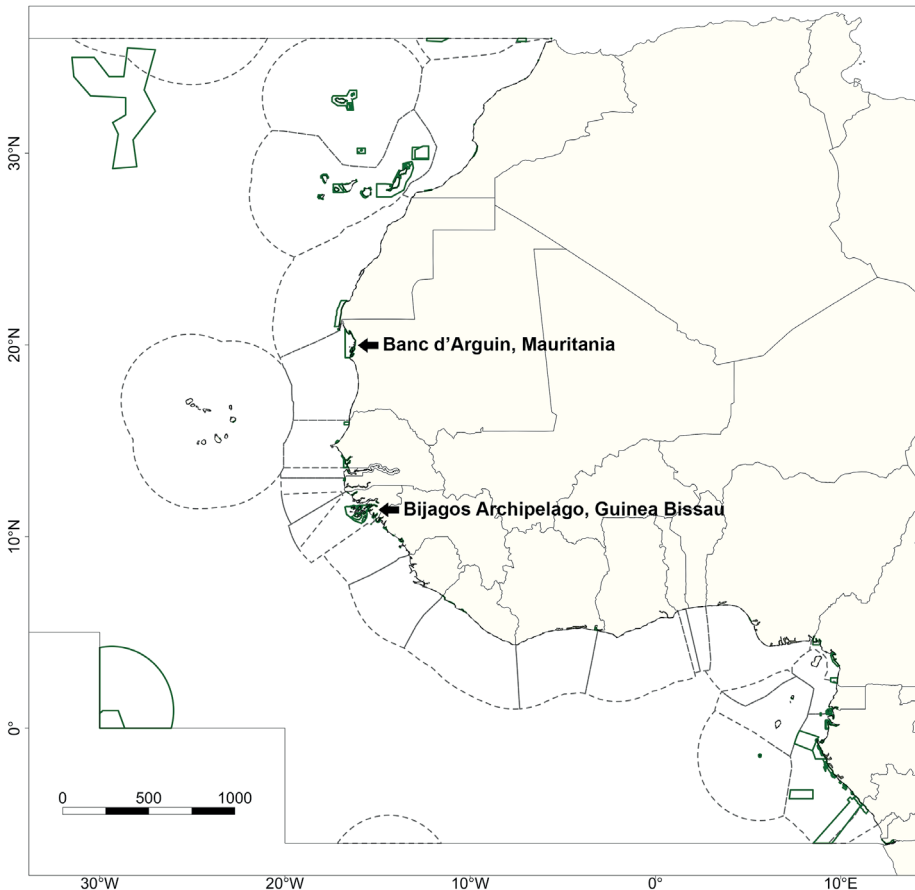 30°N
20°N
Banc d’Arguin, Mauritania
Bijagos Archipelago, Guinea Bissau
10°N
0°
0 500 1000
30°W 20°W 10°W 0° 10°E